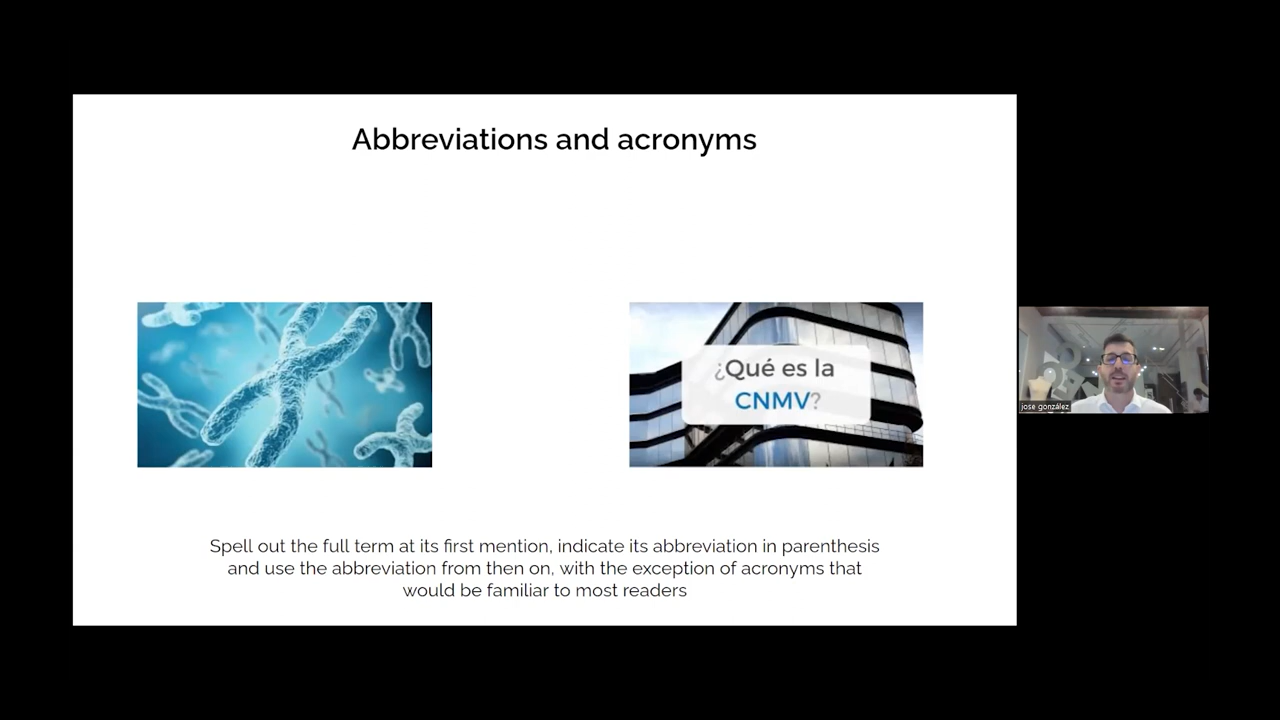 Abbreviations and acronyms
¿Qué es la
CNMV?
jose gonzález
Spell out the full term at its first mention, indicate its abbreviation in parenthesis
and use the abbreviation from then on, with the exception of acronyms that
would be familiar to most readers